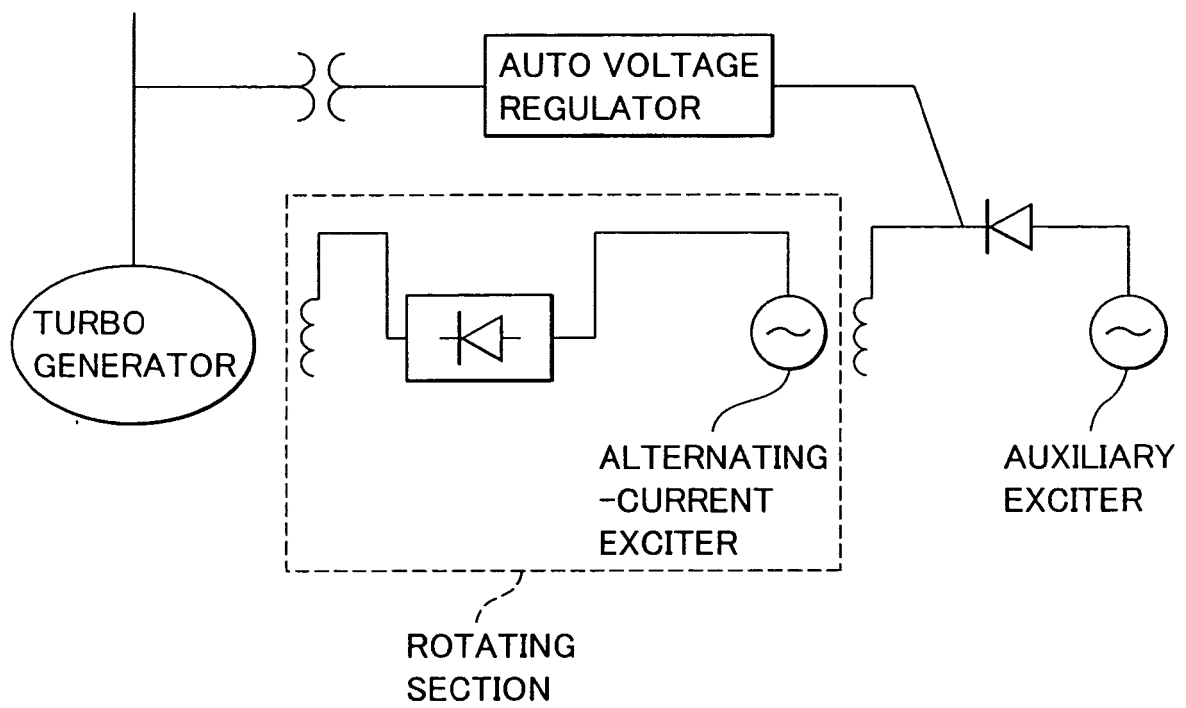 AUTO VOLTAGE
REGULATOR
TURBO
GENERATOR
ALTERNATING
-CURRENT
EXCITER
AUXILIARY
EXCITER
ROTATING
SECTION